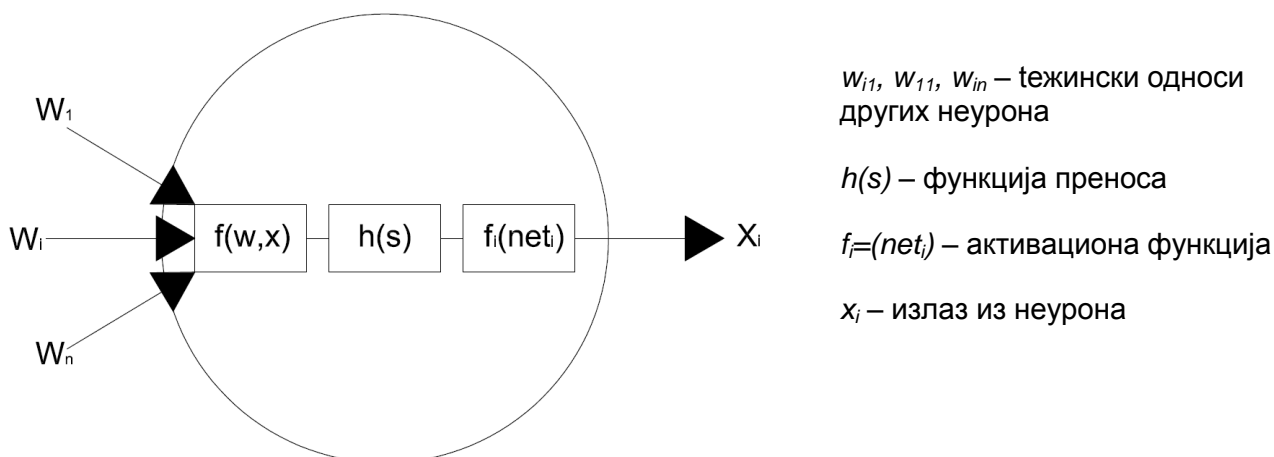 W1
Wi
Wn
f(w,x)
h(s)
fi(neti)
Xi
wi1, w11, win – tежински односи
других неурона
h(s) – функција преноса
fi=(neti) – активациона функција
xi – излаз из неурона